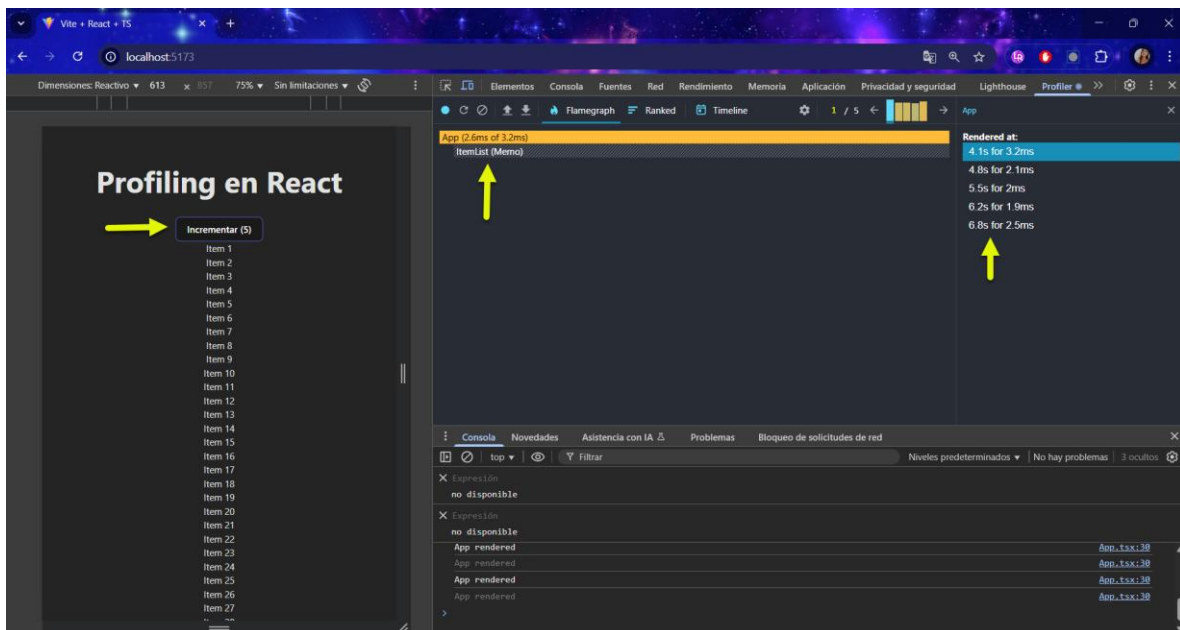 Vite + React + TS
localhost:5173
Dimensiones: Reactivo 613 x 857 75% Sin limitaciones
Elementos Consola Fuentes Red Rendimiento Memoria Aplicación Privacidad y seguridad Lighthouse Profiler
Flamegraph Ranked Timeline 1 / 5
App
App (2.6ms of 3.2ms)
ItemList (Memo)
Rendered at:
4.1s for 3.2ms
4.8s for 2.1ms
5.5s for 2ms
6.2s for 1.9ms
6.8s for 2.5ms
Profiling en React
Incrementar (5)
Item 1
Item 2
Item 3
Item 4
Item 5
Item 6
Item 7
Item 8
Item 9
Item 10
Item 11
Item 12
Item 13
Item 14
Item 15
Item 16
Item 17
Item 18
Item 19
Item 20
Item 21
Item 22
Item 23
Item 24
Item 25
Item 26
Item 27
Consola Novedades Asistencia con IA Problemas Bloqueo de solicitudes de red
top Filtrar Niveles predeterminados No hay problemas 3 ocultos
Expresión
no disponible
Expresión
no disponible
App rendered App.tsx:30
App rendered App.tsx:30
App rendered App.tsx:30
App rendered App.tsx:30